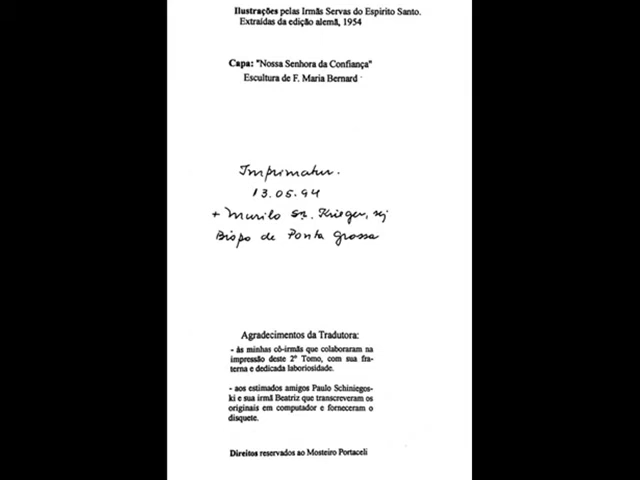 Ilustrações pelas Irmãs Servas do Espírito Santo.
Extraídas da edição alemã, 1954
Capa: "Nossa Senhora da Confiança"
Escultura de F. Maria Bernard
Imprimatur.
13.05.94
+ Murilo S. R. Krieger, scj
Bispo de Ponta Grossa
Agradecimentos da Tradutora:
- às minhas cô-irmãs que colaboraram na
impressão deste 2º Tomo, com sua fra-
terna e dedicada laboriosidade.
- aos estimados amigos Paulo Schiniegos-
ki e sua irmã Beatriz que transcreveram os
originais em computador e forneceram o
disquete.
Direitos reservados ao Mosteiro Portaceli